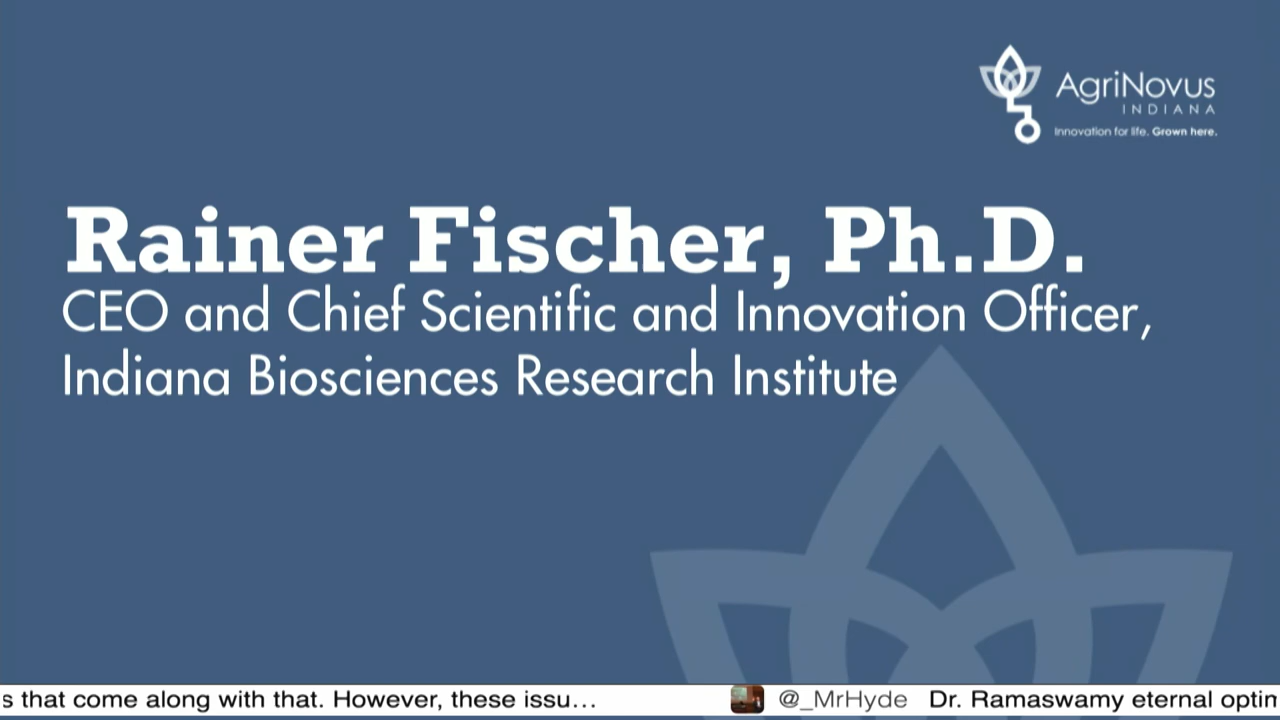 AgriNovus
INDIANA
Innovation for life. Grown here.
Rainer Fischer, Ph.D.
CEO and Chief Scientific and Innovation Officer,
Indiana Biosciences Research Institute
s that come along with that. However, these issu… @_MrHyde Dr. Ramaswamy eternal optin